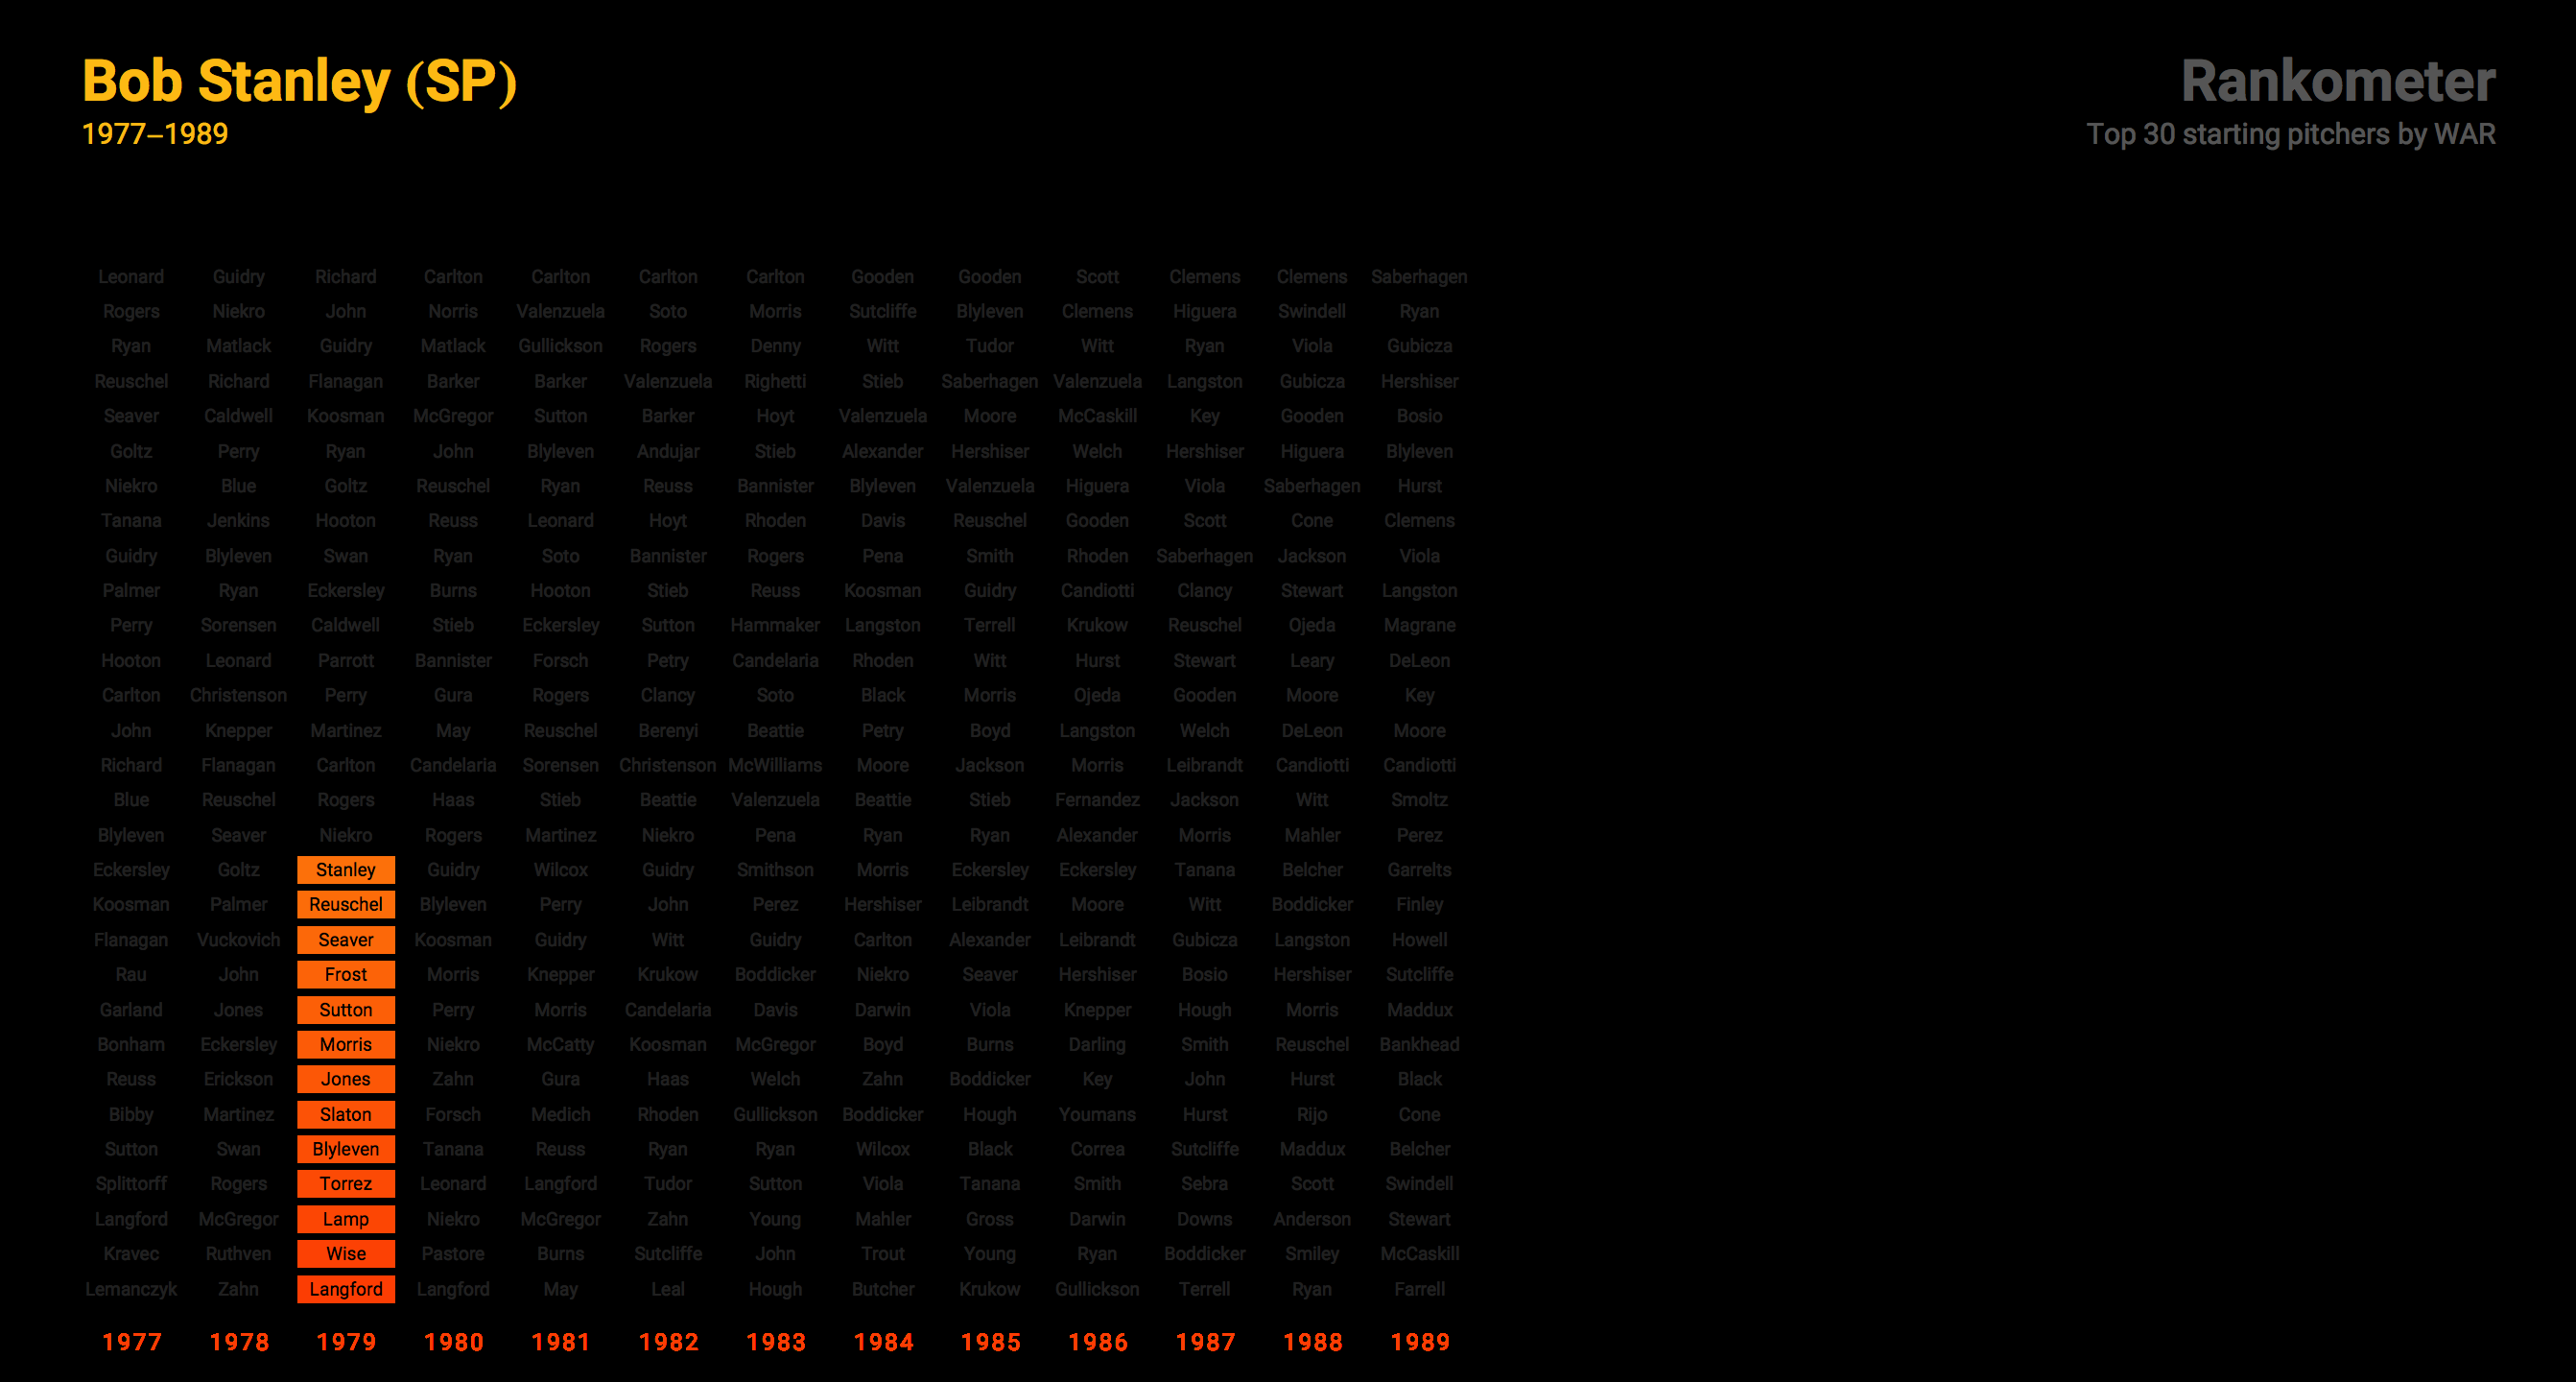 Bob Stanley (SP)
1977–1989
Rankometer
Top 30 starting pitchers by WAR
Leonard Guidry Richard Carlton Carlton Carlton Carlton Gooden Gooden Scott Clemens Clemens Saberhagen
Rogers Niekro John Norris Valenzuela Soto Morris Sutcliffe Blyleven Clemens Higuera Swindell Ryan
Ryan Matlack Guidry Matlack Gullickson Rogers Denny Witt Tudor Witt Ryan Viola Gubicza
Reuschel Richard Flanagan Barker Barker Valenzuela Righetti Stieb Saberhagen Valenzuela Langston Gubicza Hershiser
Seaver Caldwell Koosman McGregor Sutton Barker Hoyt Valenzuela Moore McCaskill Key Gooden Bosio
Goltz Perry Ryan John Blyleven Andujar Stieb Alexander Hershiser Welch Hershiser Higuera Blyleven
Niekro Blue Goltz Reuschel Ryan Reuss Bannister Blyleven Valenzuela Higuera Viola Saberhagen Hurst
Tanana Jenkins Hooton Reuss Leonard Hoyt Rhoden Davis Reuschel Gooden Scott Cone Clemens
Guidry Blyleven Swan Ryan Soto Bannister Rogers Pena Smith Rhoden Saberhagen Jackson Viola
Palmer Ryan Eckersley Burns Hooton Stieb Reuss Koosman Guidry Candiotti Clancy Stewart Langston
Perry Sorensen Caldwell Stieb Eckersley Sutton Hammaker Langston Terrell Krukow Reuschel Ojeda Magrane
Hooton Leonard Parrott Bannister Forsch Petry Candelaria Rhoden Witt Hurst Stewart Leary DeLeon
Carlton Christenson Perry Gura Rogers Clancy Soto Black Morris Ojeda Gooden Moore Key
John Knepper Martinez May Reuschel Berenyi Beattie Petry Boyd Langston Welch DeLeon Moore
Richard Flanagan Carlton Candelaria Sorensen Christenson McWilliams Moore Jackson Morris Leibrandt Candiotti Candiotti
Blue Reuschel Rogers Haas Stieb Beattie Valenzuela Beattie Stieb Fernandez Jackson Witt Smoltz
Blyleven Seaver Niekro Rogers Martinez Niekro Pena Ryan Ryan Alexander Morris Mahler Perez
Eckersley Goltz Stanley Guidry Wilcox Guidry Smithson Morris Eckersley Eckersley Tanana Belcher Garrelts
Koosman Palmer Reuschel Blyleven Perry John Perez Hershiser Leibrandt Moore Witt Boddicker Finley
Flanagan Vuckovich Seaver Koosman Guidry Witt Guidry Carlton Alexander Leibrandt Gubicza Langston Howell
Rau John Frost Morris Knepper Krukow Boddicker Niekro Seaver Hershiser Bosio Hershiser Sutcliffe
Garland Jones Sutton Perry Morris Candelaria Davis Darwin Viola Knepper Hough Morris Maddux
Bonham Eckersley Morris Niekro McCatty Koosman McGregor Boyd Burns Darling Smith Reuschel Bankhead
Reuss Erickson Jones Zahn Gura Haas Welch Zahn Boddicker Key John Hurst Black
Bibby Martinez Slaton Forsch Medich Rhoden Gullickson Boddicker Hough Youmans Hurst Rijo Cone
Sutton Swan Blyleven Tanana Reuss Ryan Ryan Wilcox Black Correa Sutcliffe Maddux Belcher
Splittorff Rogers Torrez Leonard Langford Tudor Sutton Viola Tanana Smith Sebra Scott Swindell
Langford McGregor Lamp Niekro McGregor Zahn Young Mahler Gross Darwin Downs Anderson Stewart
Kravec Ruthven Wise Pastore Burns Sutcliffe John Trout Young Ryan Boddicker Smiley McCaskill
Lemanczyk Zahn Langford Langford May Leal Hough Butcher Krukow Gullickson Terrell Ryan Farrell
1977 1978 1979 1980 1981 1982 1983 1984 1985 1986 1987 1988 1989